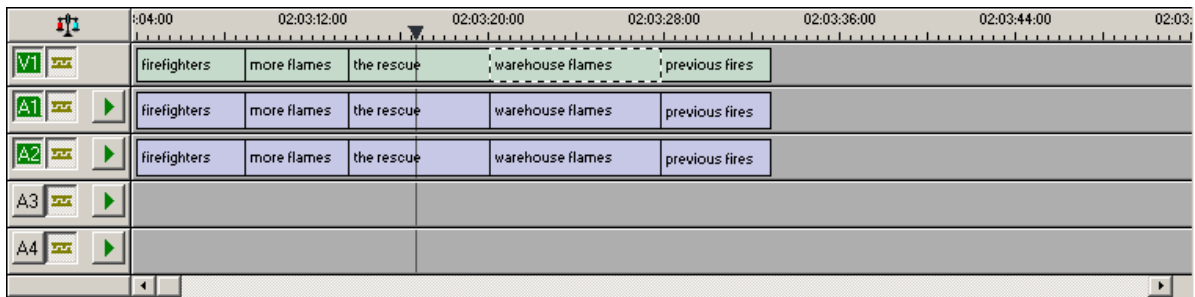 :04:00 02:03:12:00 02:03:20:00 02:03:28:00 02:03:36:00 02:03:44:00 02:03:
V1 firefighters more flames the rescue warehouse flames previous fires
A1 firefighters more flames the rescue warehouse flames previous fires
A2 firefighters more flames the rescue warehouse flames previous fires
A3
A4